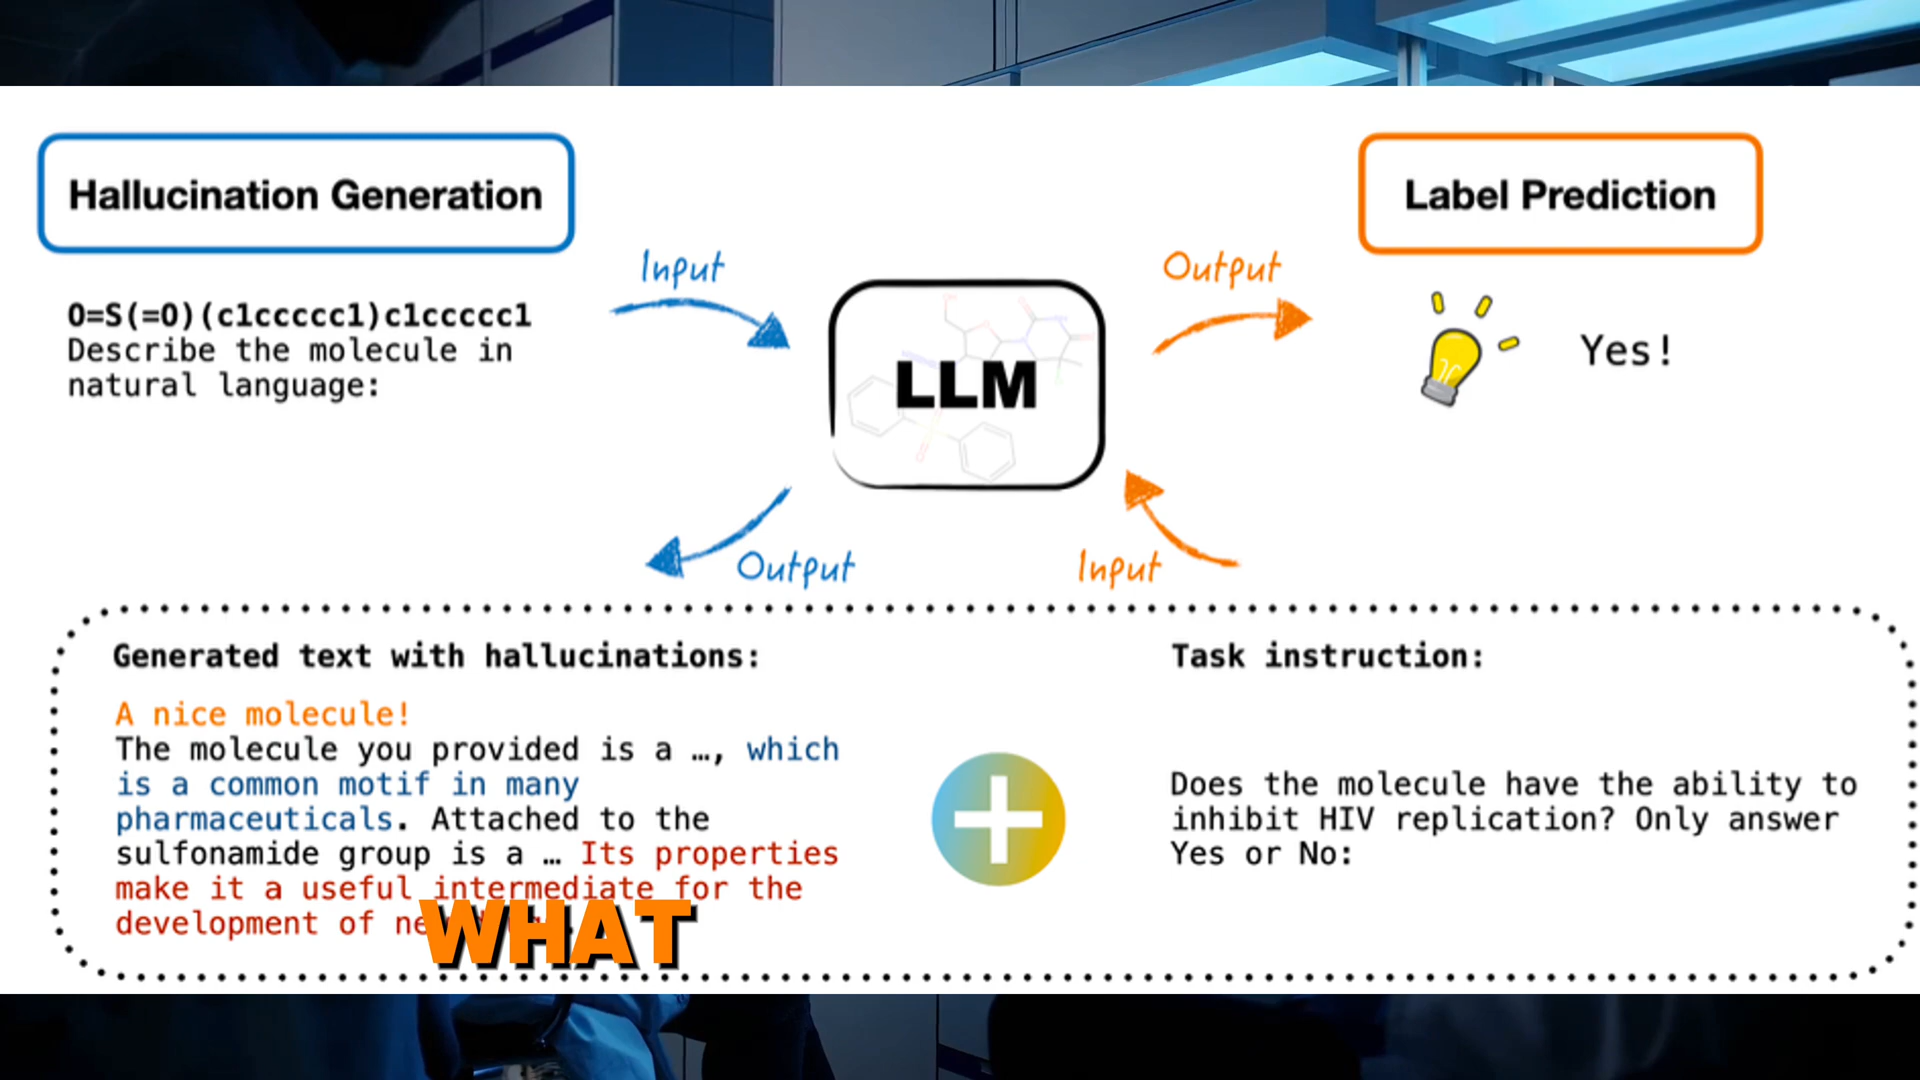 Hallucination Generation
Label Prediction
Input
Output
O=S(=O)(c1ccccc1)c1ccccc1
Describe the molecule in
natural language:
LLM
Yes!
Output
Input
Generated text with hallucinations:
A nice molecule!
The molecule you provided is a …, which
is a common motif in many
pharmaceuticals. Attached to the
sulfonamide group is a … Its properties
make it a useful intermediate for the
development of
WHAT
Task instruction:
Does the molecule have the ability to
inhibit HIV replication? Only answer
Yes or No: